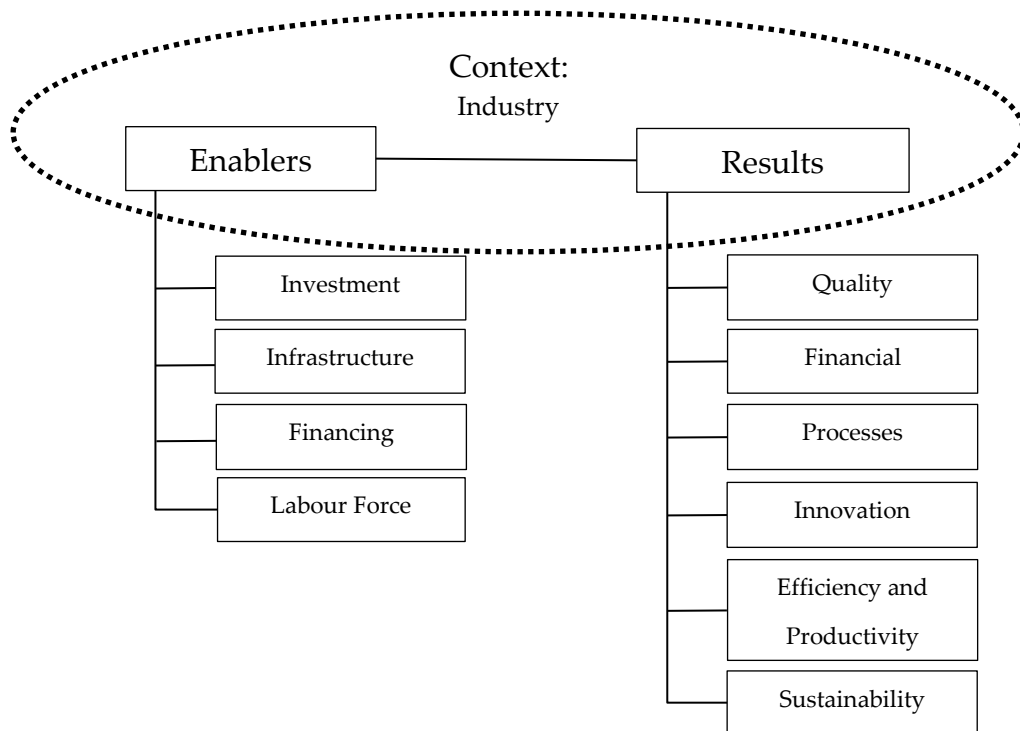 Context:
Industry
Enablers
Results
Investment
Infrastructure
Financing
Labour Force
Quality
Financial
Processes
Innovation
Efficiency and
Productivity
Sustainability